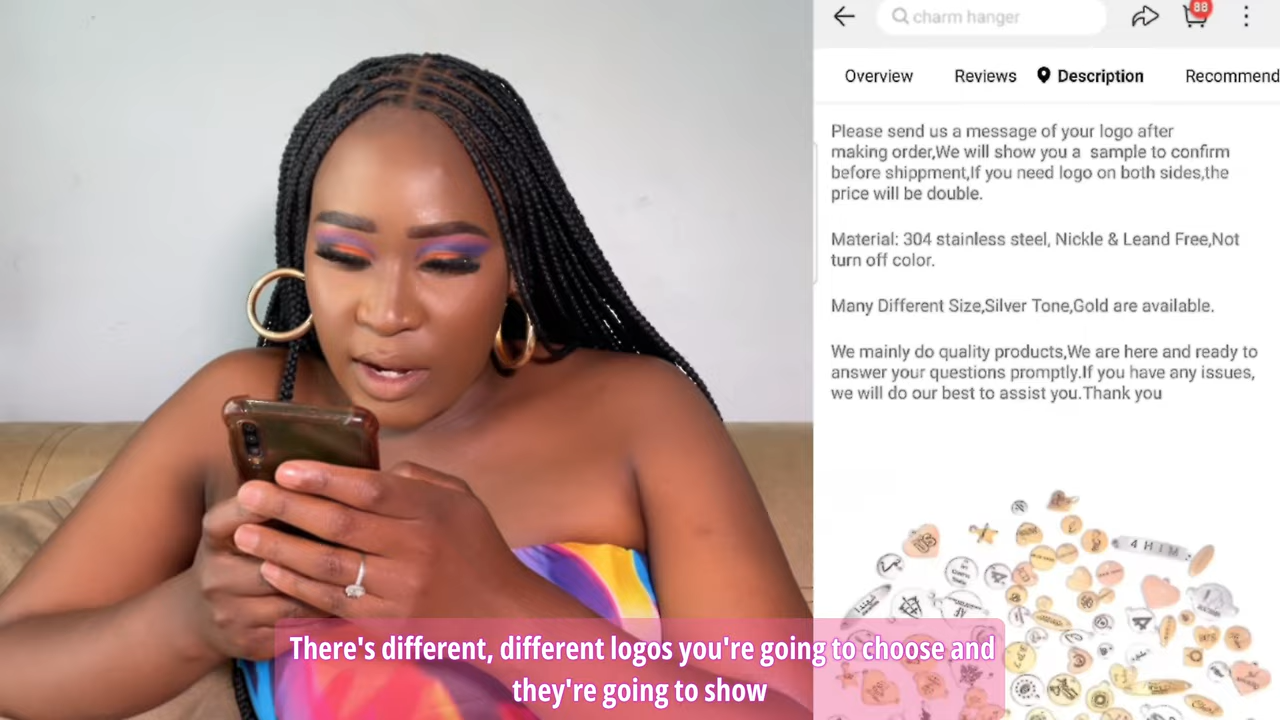 charm hanger
88
Overview Reviews Description Recommend
Please send us a message of your logo after
making order,We will show you a sample to confirm
before shippment,If you need logo on both sides,the
price will be double.
Material: 304 stainless steel, Nickle & Leand Free,Not
turn off color.
Many Different Size,Silver Tone,Gold are available.
We mainly do quality products,We are here and ready to
answer your questions promptly.If you have any issues,
we will do our best to assist you.Thank you
4 HIM
There's different, different logos you're going to choose and
they're going to show